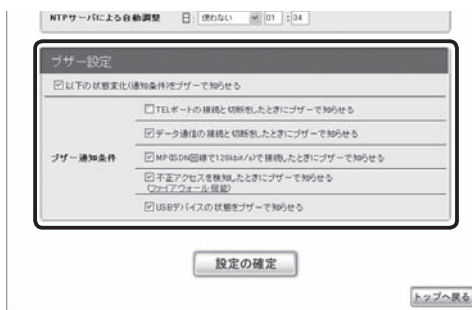 NTPサーバによる自動調整 日: 使わない 01 : 34
ブザー設定
以下の状態変化(通知条件)をブザーで知らせる
TELポートの接続と切断をしたときにブザーで知らせる
データ通信の接続と切断をしたときにブザーで知らせる
ブザー通知条件
MP(ISDN回線で128kbit/s)で接続したときにブザーで知らせる
不正アクセスを検知したときにブザーで知らせる
(ファイアウォール機能)
USBデバイスの状態をブザーで知らせる
設定の確定
トップへ戻る